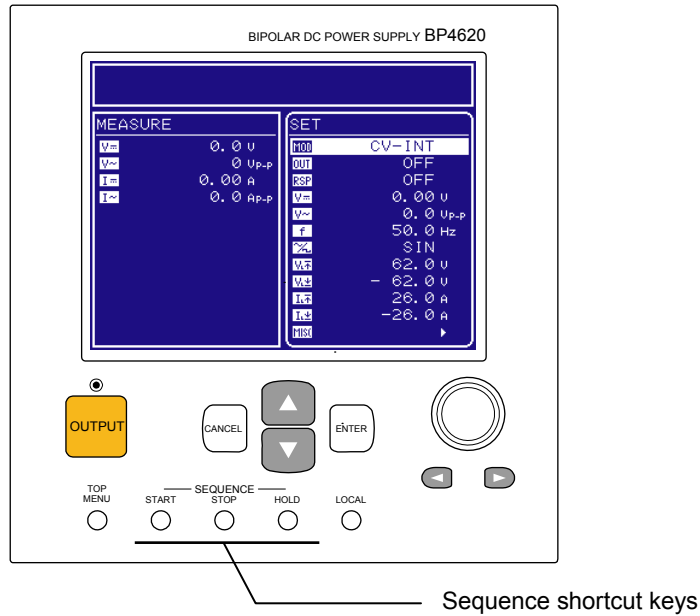 BIPOLAR DC POWER SUPPLY BP4620
MEASURE
V= 0.0 V
V~ 0 Vp-p
I= 0.00 A
I~ 0.0 Ap-p
SET
MOD CV-INT
OUT OFF
RSP OFF
V= 0.00 V
V~ 0.0 Vp-p
f 50.0 Hz
SIN
V 62.0 V
V - 62.0 V
I 26.0 A
I -26.0 A
MISC
OUTPUT
CANCEL
ENTER
TOP
MENU
SEQUENCE
START STOP HOLD
LOCAL
Sequence shortcut keys